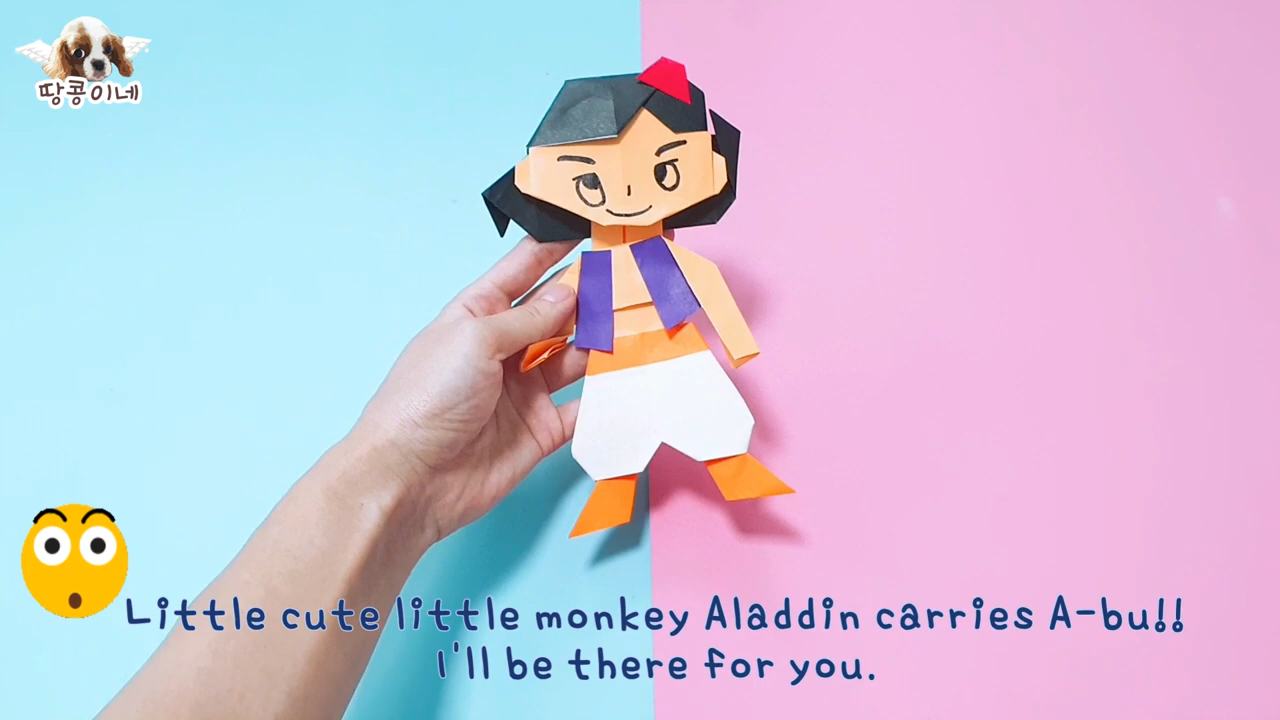 땅콩이네
Little cute little monkey Aladdin carries A-bu!!
I'll be there for you.